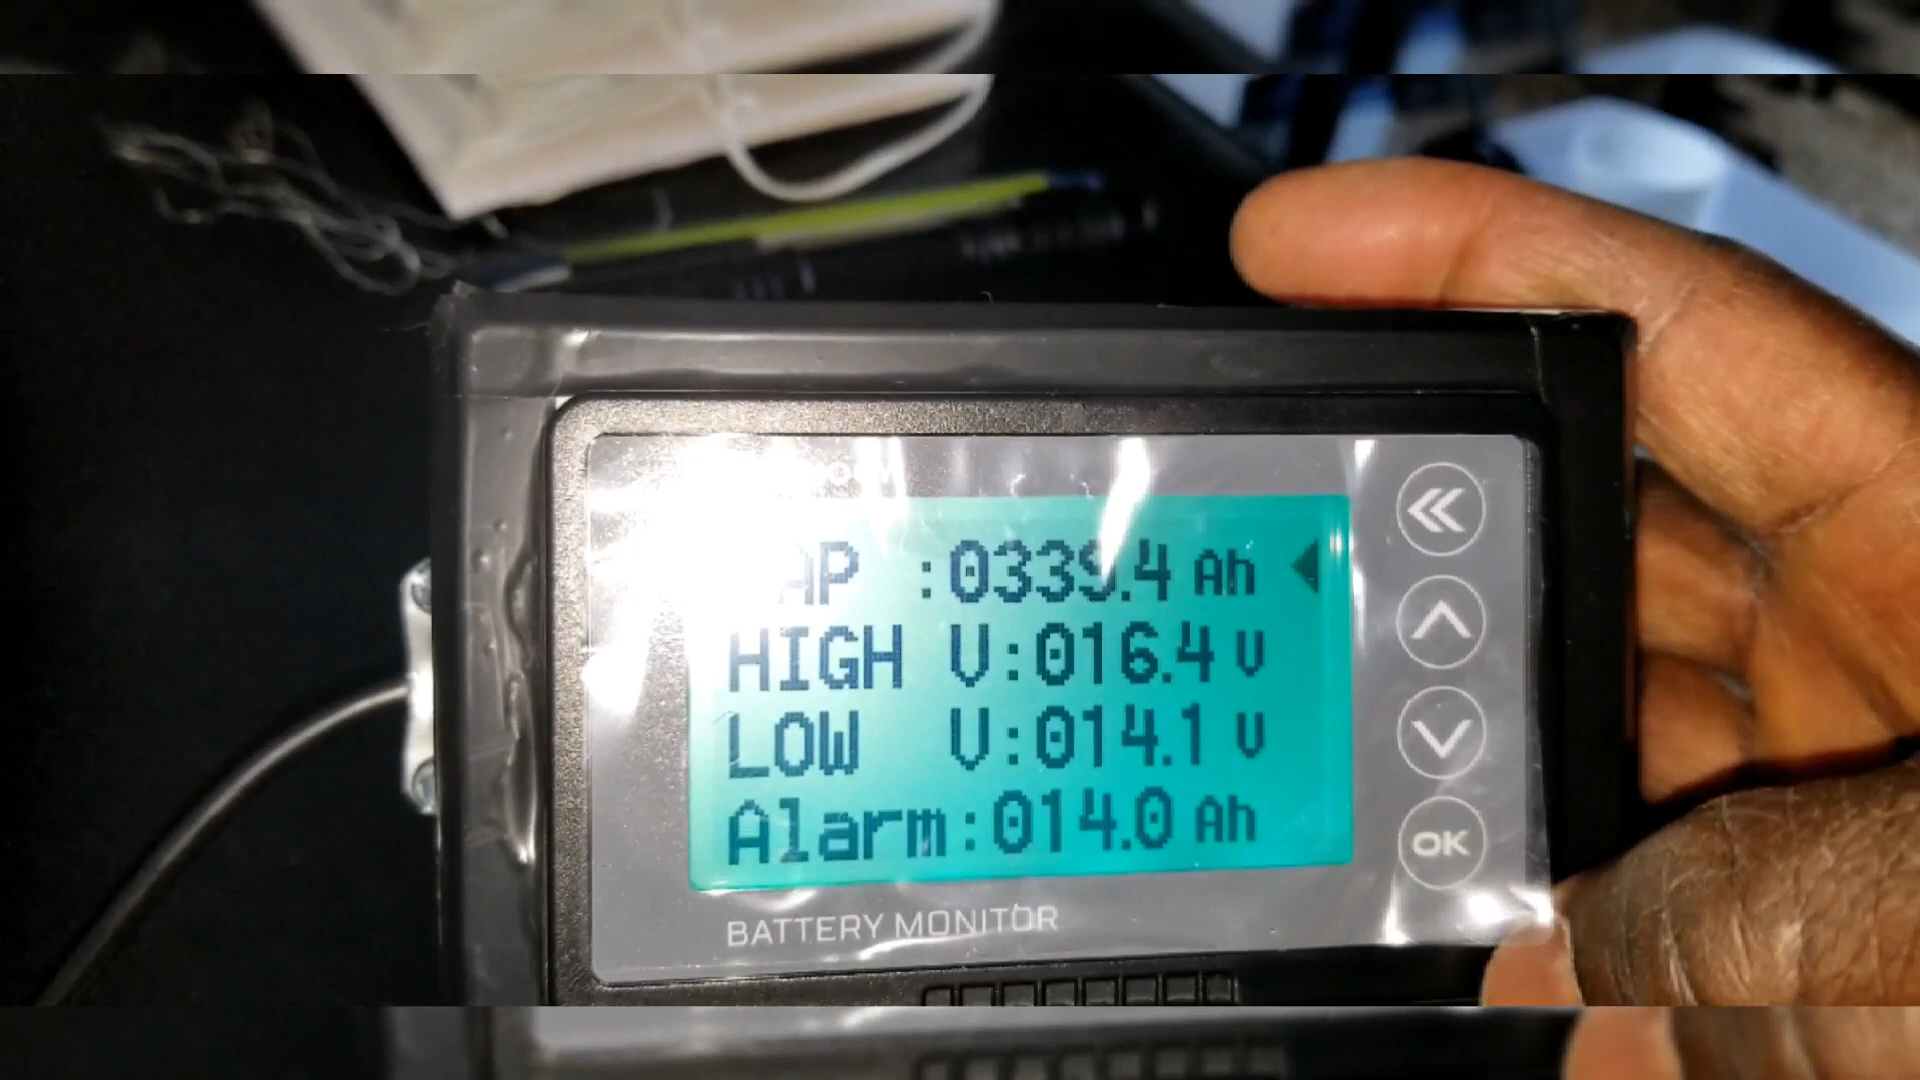 AP :0339.4 Ah
HIGH V:016.4 V
LOW V:014.1 V
Alarm:014.0 Ah
OK
BATTERY MONITOR